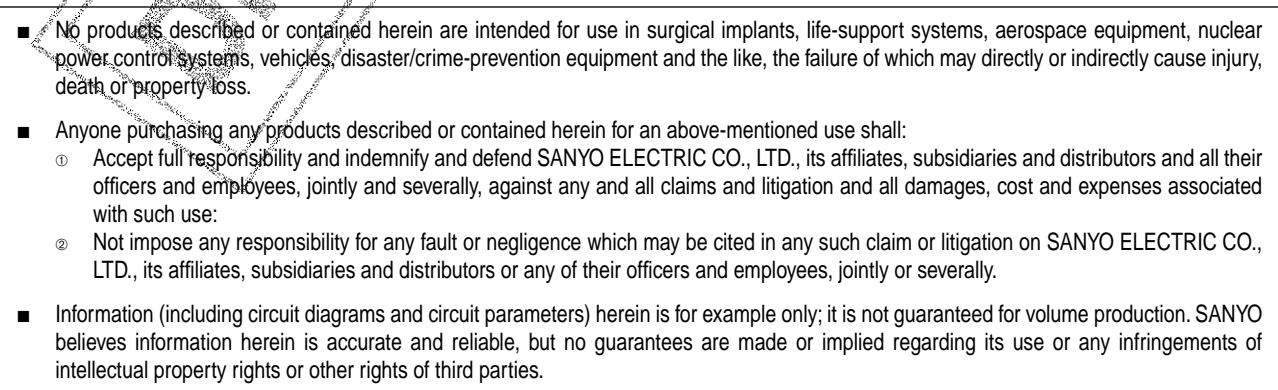 ■ No products described or contained herein are intended for use in surgical implants, life-support systems, aerospace equipment, nuclear
power control systems, vehicles, disaster/crime-prevention equipment and the like, the failure of which may directly or indirectly cause injury,
death or property loss.
■ Anyone purchasing any products described or contained herein for an above-mentioned use shall:
① Accept full responsibility and indemnify and defend SANYO ELECTRIC CO., LTD., its affiliates, subsidiaries and distributors and all their
officers and employees, jointly and severally, against any and all claims and litigation and all damages, cost and expenses associated
with such use:
② Not impose any responsibility for any fault or negligence which may be cited in any such claim or litigation on SANYO ELECTRIC CO.,
LTD., its affiliates, subsidiaries and distributors or any of their officers and employees, jointly or severally.
■ Information (including circuit diagrams and circuit parameters) herein is for example only; it is not guaranteed for volume production. SANYO
believes information herein is accurate and reliable, but no guarantees are made or implied regarding its use or any infringements of
intellectual property rights or other rights of third parties.